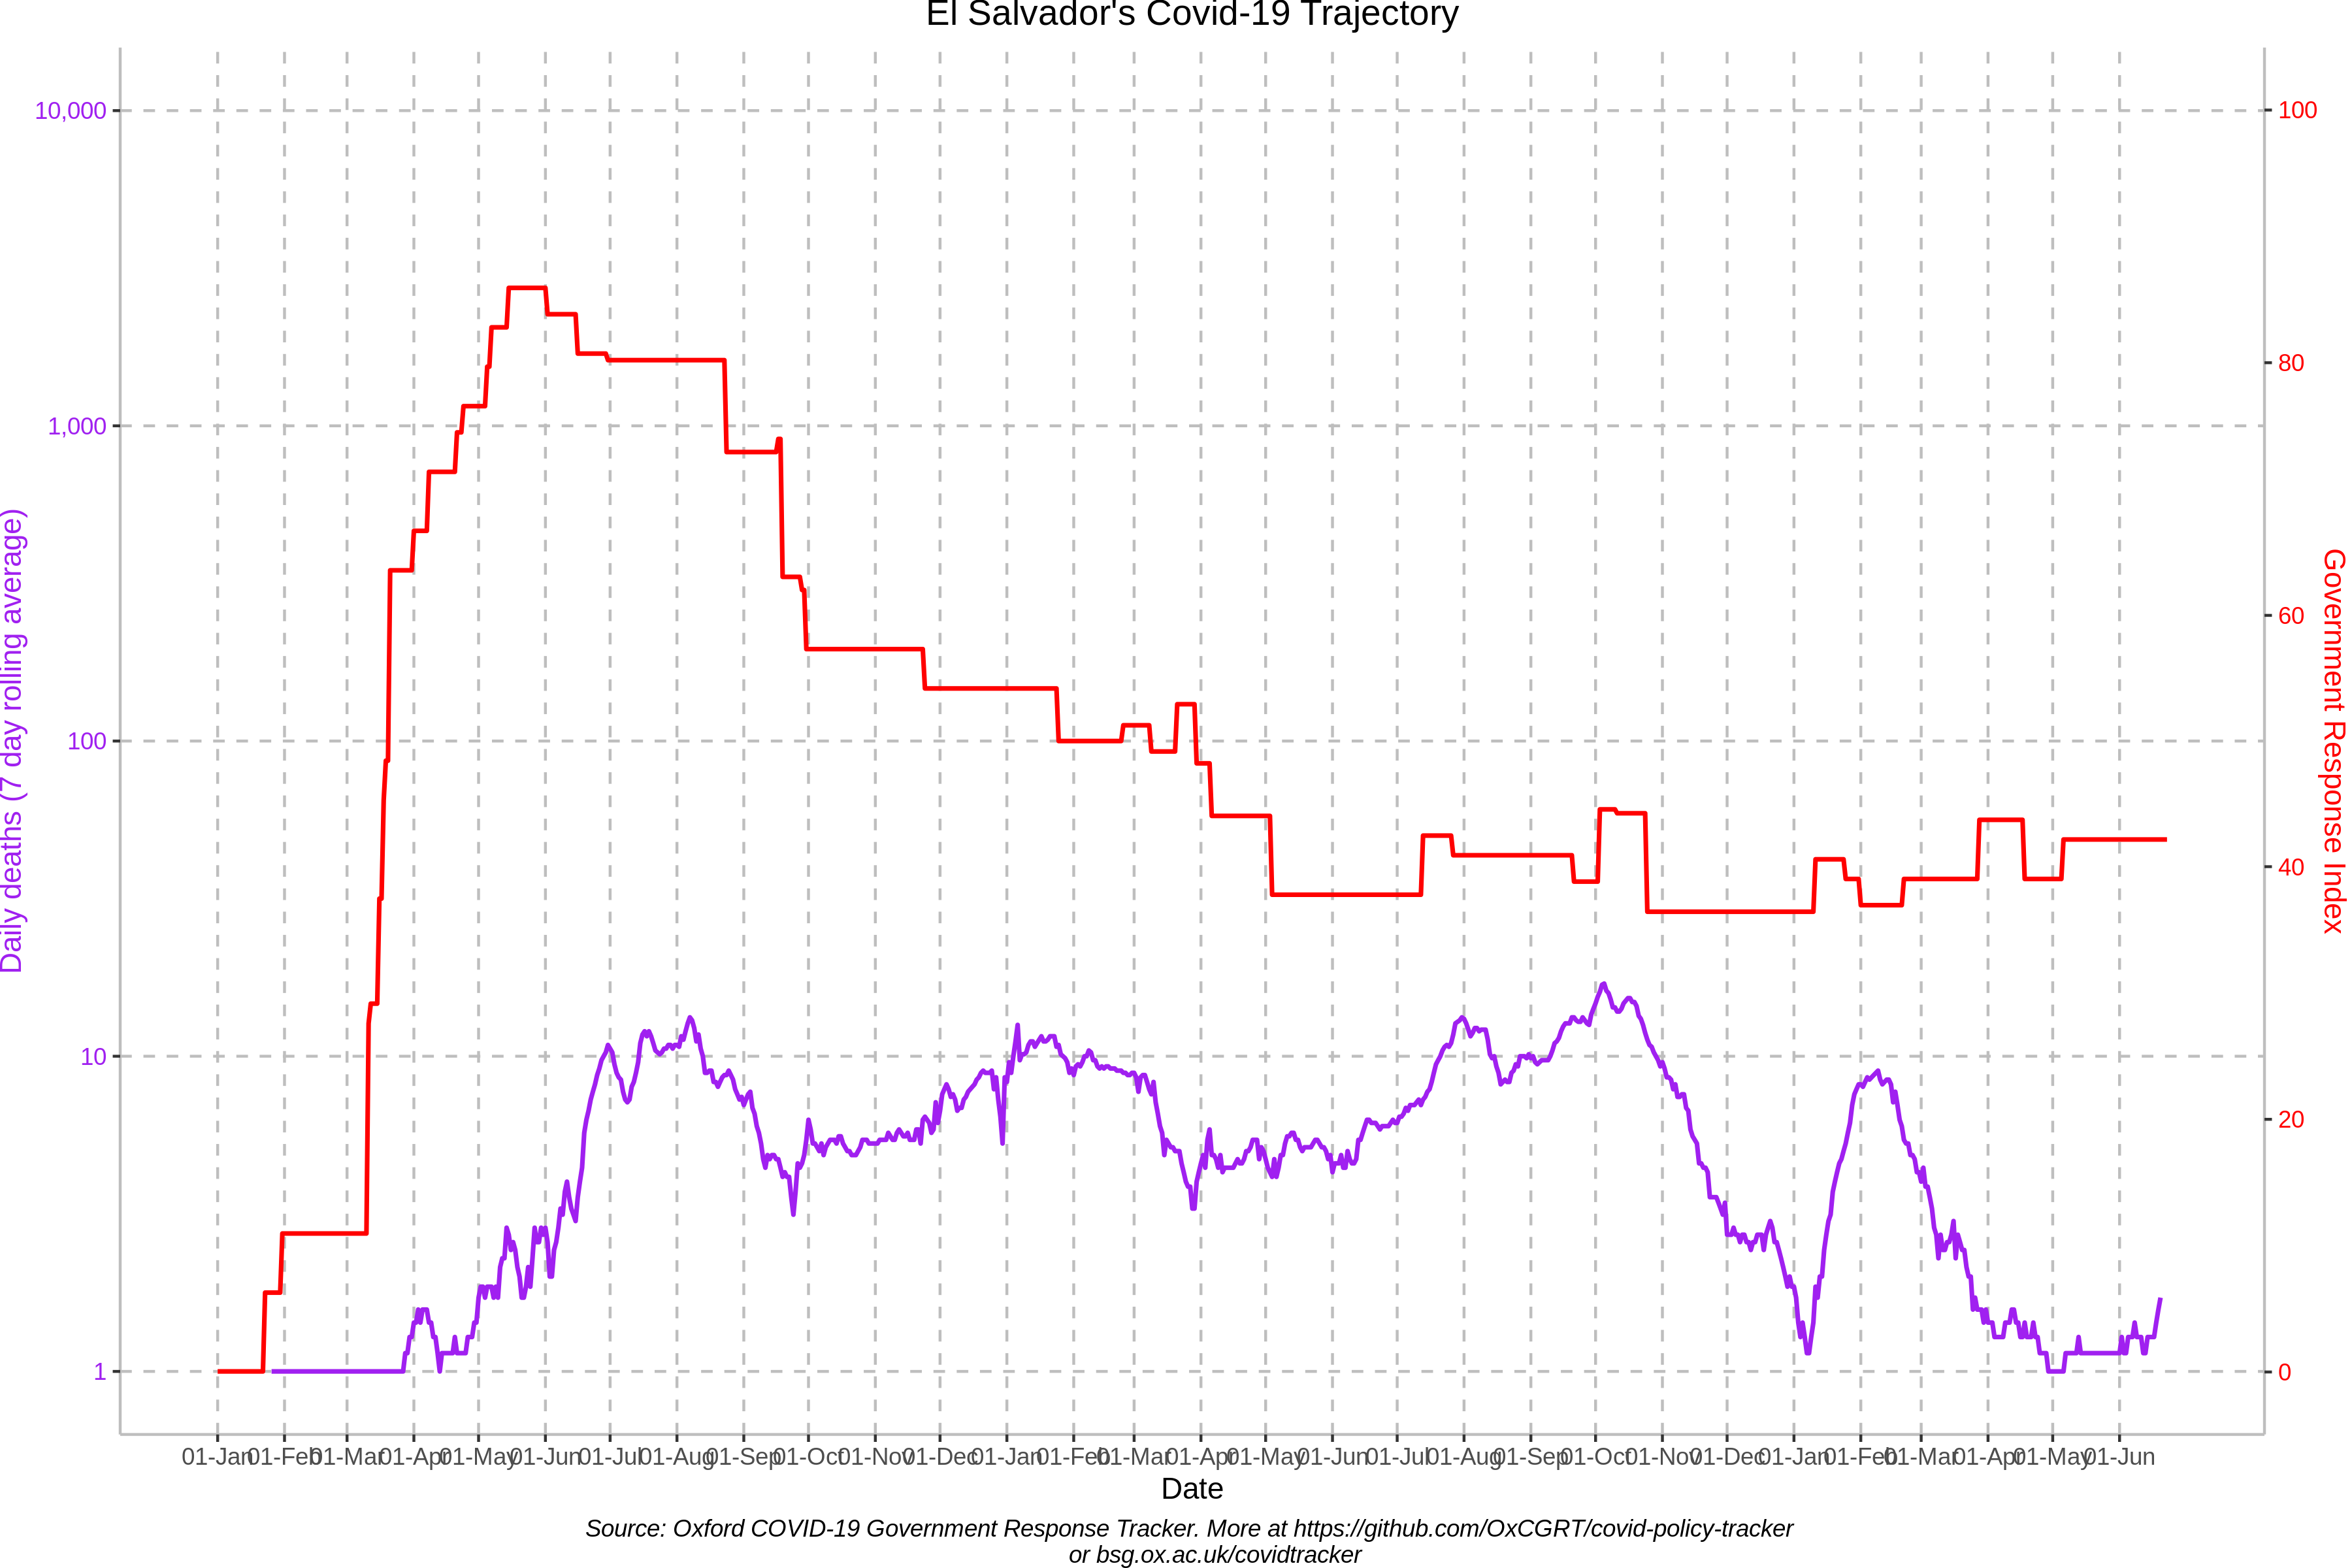 El Salvador's Covid-19 Trajectory
10,000
1,000
100
10
1
Daily deaths (7 day rolling average)
100
80
60
40
20
0
Government Response Index
01-Jan 01-Feb 01-Mar 01-Apr 01-May 01-Jun 01-Jul 01-Aug 01-Sep 01-Oct 01-Nov 01-Dec 01-Jan 01-Feb 01-Mar 01-Apr 01-May 01-Jun 01-Jul 01-Aug 01-Sep 01-Oct 01-Nov 01-Dec 01-Jan 01-Feb 01-Mar 01-Apr 01-May 01-Jun
Date
Source: Oxford COVID-19 Government Response Tracker. More at https://github.com/OxCGRT/covid-policy-tracker
or bsg.ox.ac.uk/covidtracker